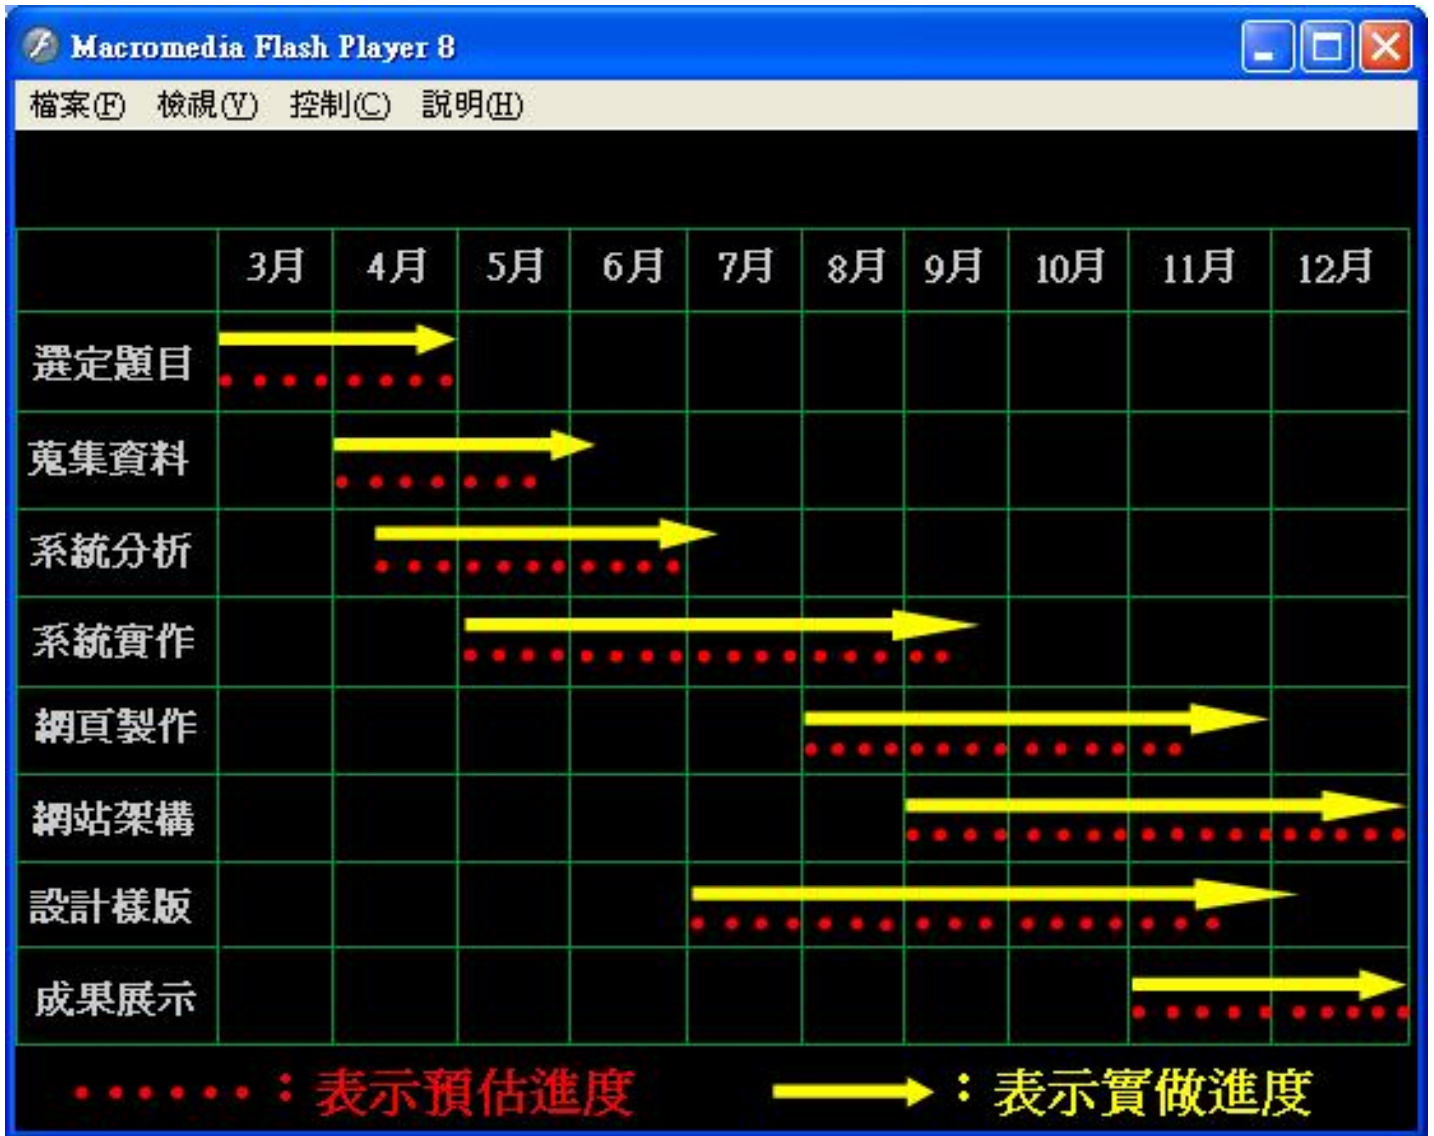 Macromedia Flash Player 8
檔案(F) 檢視(V) 控制(C) 說明(H)
3月 4月 5月 6月 7月 8月 9月 10月 11月 12月
選定題目
蒐集資料
系統分析
系統實作
網頁製作
網站架構
設計樣版
成果展示
：表示預估進度 ：表示實做進度